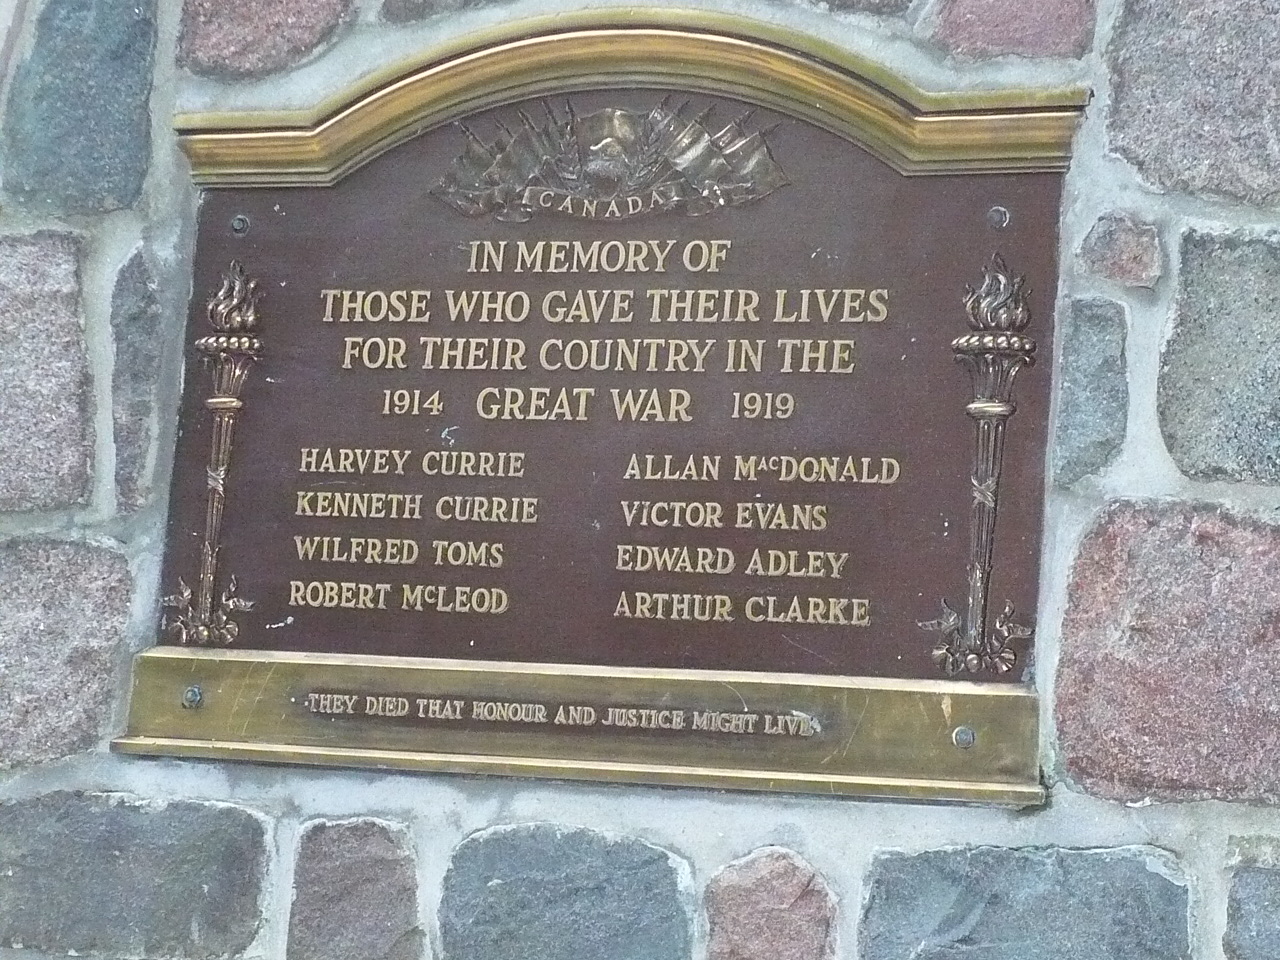 CANADA
IN MEMORY OF
THOSE WHO GAVE THEIR LIVES
FOR THEIR COUNTRY IN THE
1914 GREAT WAR 1919
HARVEY CURRIE
KENNETH CURRIE
WILFRED TOMS
ROBERT McLEOD
ALLAN MACDONALD
VICTOR EVANS
EDWARD ADLEY
ARTHUR CLARKE
THEY DIED THAT HONOUR AND JUSTICE MIGHT LIVE